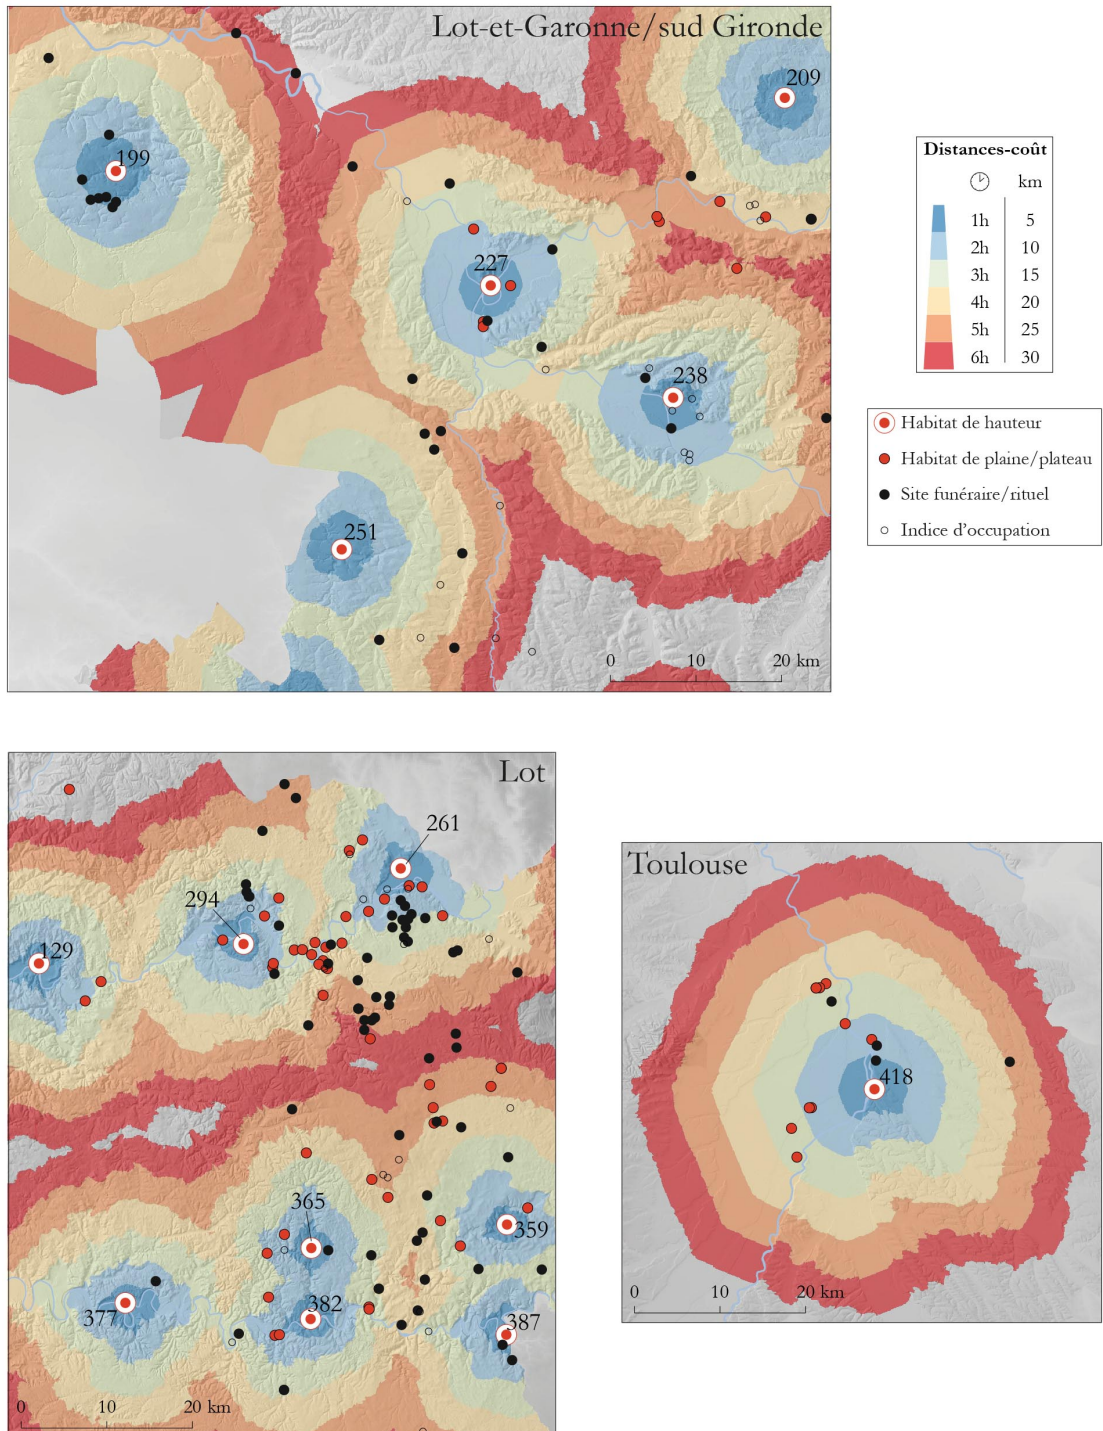 Lot-et-Garonne/sud Gironde
209
199
227
238
251
0 10 20 km
Distances-coût
km
1h 5
2h 10
3h 15
4h 20
5h 25
6h 30
Habitat de hauteur
Habitat de plaine/plateau
Site funéraire/rituel
Indice d'occupation
Lot
261
294
129
365
359
377
382
387
0 10 20 km
Toulouse
418
0 10 20 km